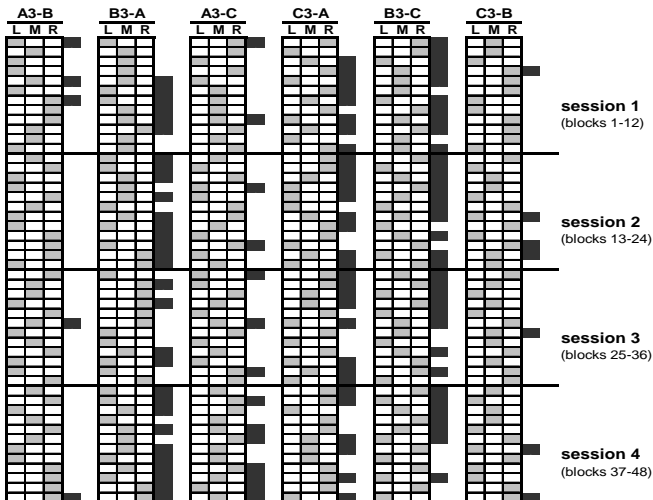 A3-B B3-A A3-C C3-A B3-C C3-B
L M R L M R L M R L M R L M R L M R
session 1
(blocks 1-12)
session 2
(blocks 13-24)
session 3
(blocks 25-36)
session 4
(blocks 37-48)